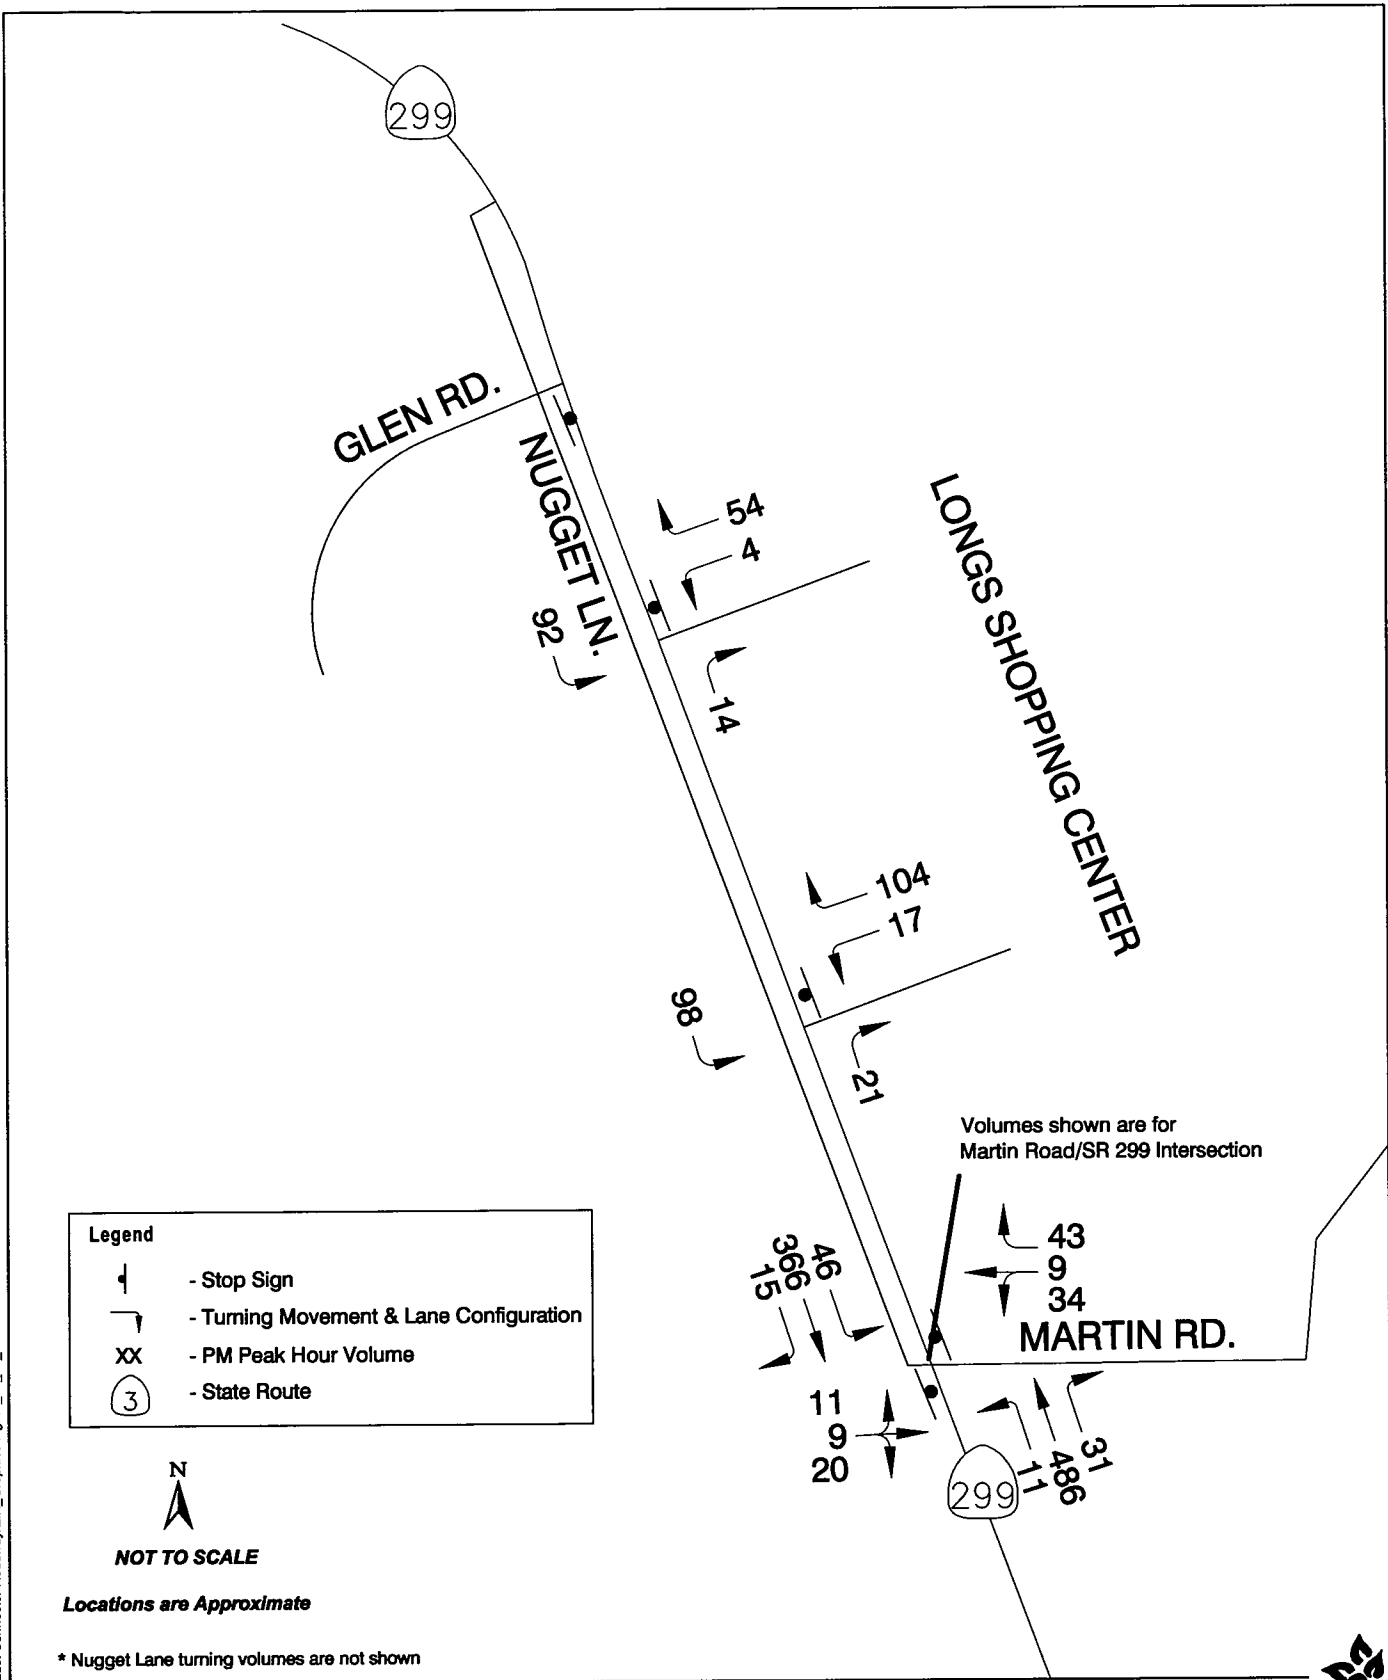 299
GLEN RD.
NUGGET LN.
54
4
92
14
LONGS SHOPPING CENTER
104
17
98
21
Volumes shown are for
Martin Road/SR 299 Intersection
43
9
34
MARTIN RD.
46
366
15
11
9
20
11
486
31
299
Legend
- Stop Sign
- Turning Movement & Lane Configuration
XX - PM Peak Hour Volume
3 - State Route
N
NOT TO SCALE
Locations are Approximate
* Nugget Lane turning volumes are not shown